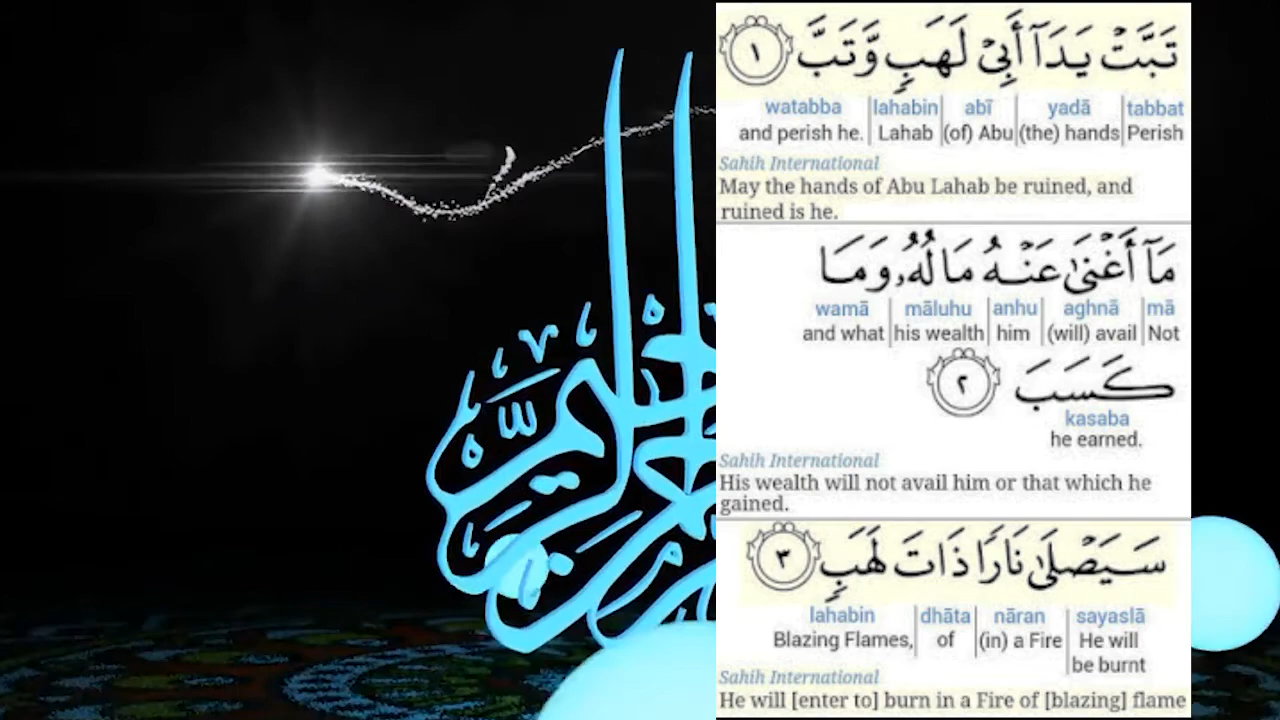 تَبَّتْ يَدَآ أَبِى لَهَبٍ وَّتَبَّ ١
watabba lahabin abī yadā tabbat
and perish he. Lahab (of) Abu (the) hands Perish
Sahih International
May the hands of Abu Lahab be ruined, and
ruined is he.
مَآ أَغْنَىٰ عَنْهُ مَا لُهُۥ وَمَا
wamā māluhu anhu aghnā mā
and what his wealth him (will) avail Not
كَسَبَ ٢
kasaba
he earned.
Sahih International
His wealth will not avail him or that which he
gained.
سَيَصْلَىٰ نَارًا ذَاتَ لَهَبٍ ٣
lahabin dhāta nāran sayaslā
Blazing Flames, of (in) a Fire He will
be burnt
Sahih International
He will [enter to] burn in a Fire of [blazing] flame